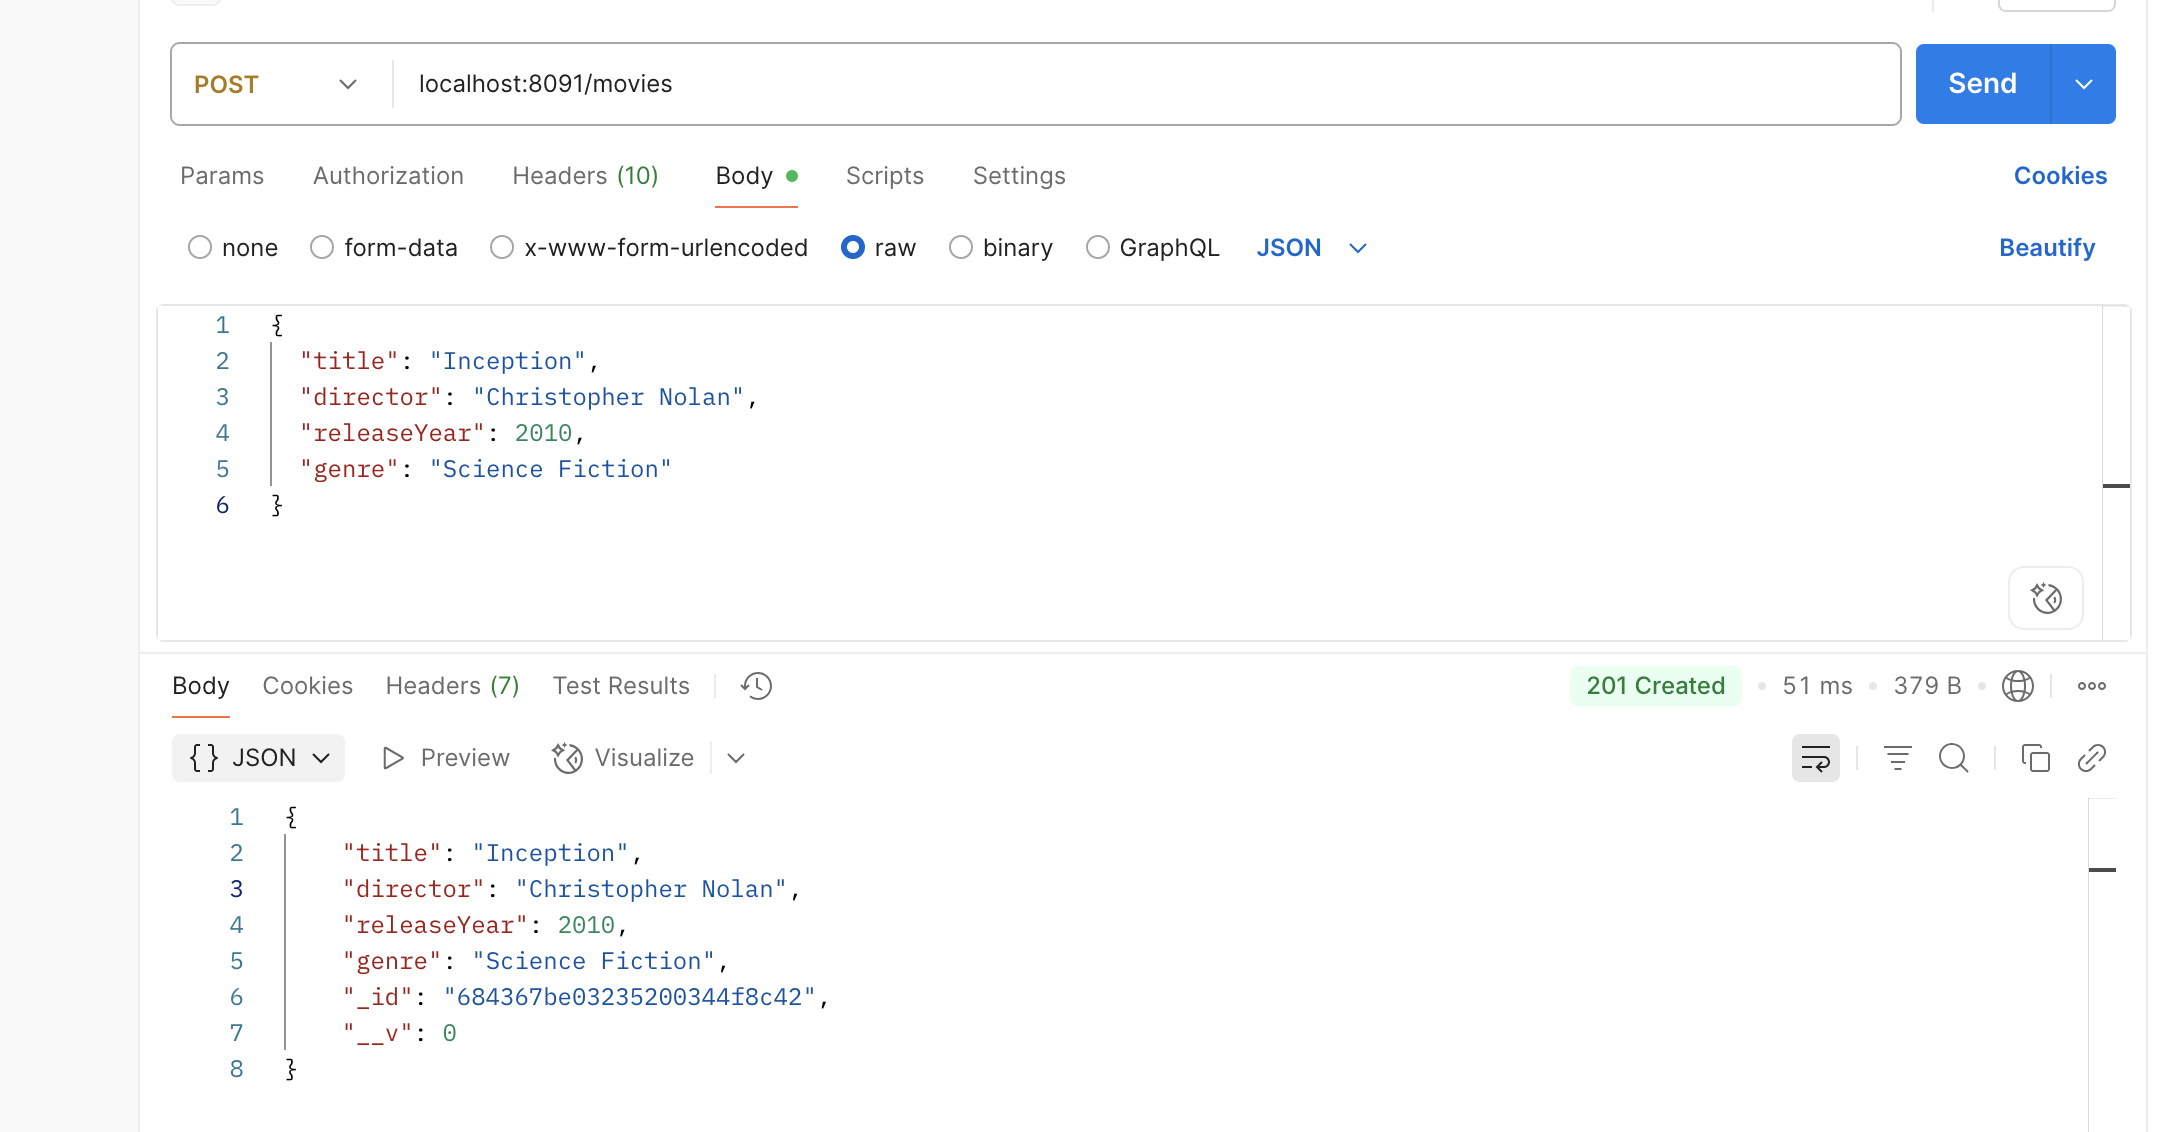 POST localhost:8091/movies Send
Params Authorization Headers (10) Body Scripts Settings Cookies
none form-data x-www-form-urlencoded raw binary GraphQL JSON Beautify
1 {
2 "title": "Inception",
3 "director": "Christopher Nolan",
4 "releaseYear": 2010,
5 "genre": "Science Fiction"
6 }
Body Cookies Headers (7) Test Results 201 Created 51 ms 379 B
{} JSON Preview Visualize
1 {
2 "title": "Inception",
3 "director": "Christopher Nolan",
4 "releaseYear": 2010,
5 "genre": "Science Fiction",
6 "_id": "684367be03235200344f8c42",
7 "__v": 0
8 }